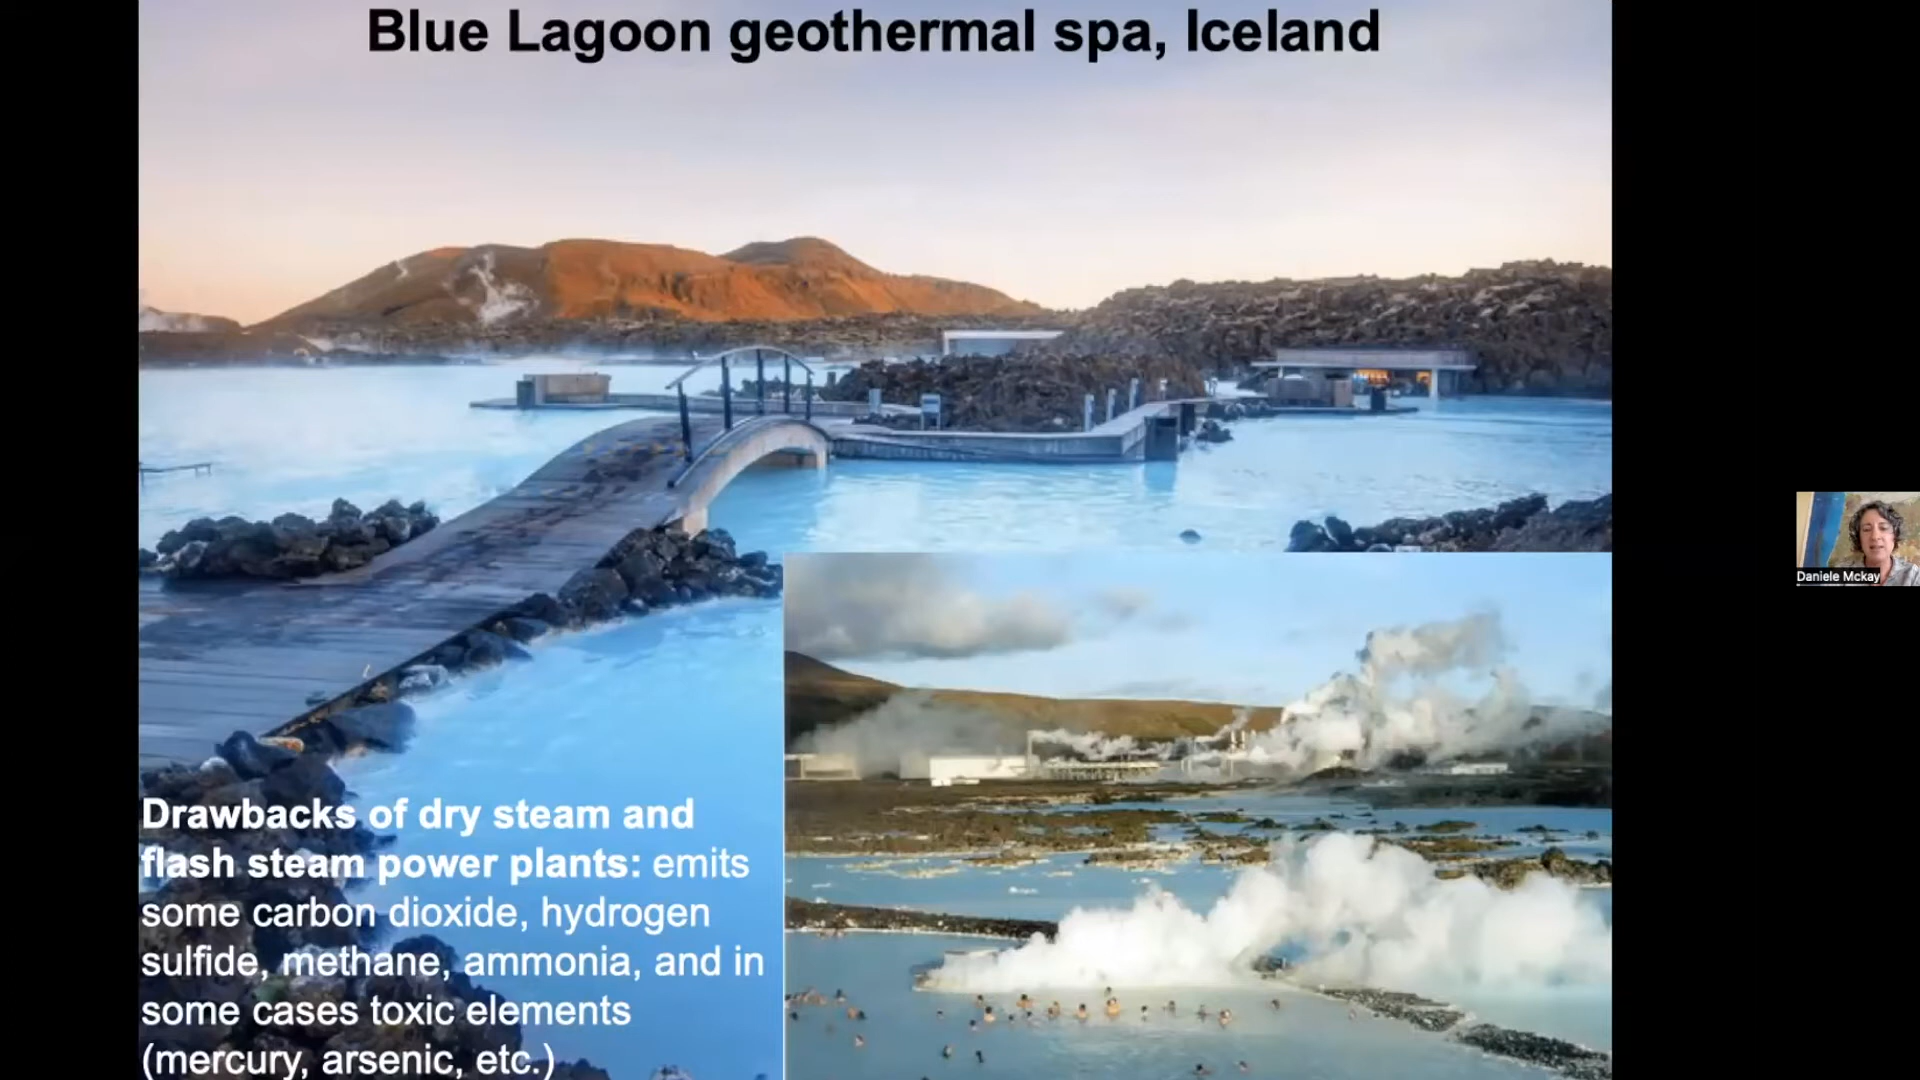 Blue Lagoon geothermal spa, Iceland
Drawbacks of dry steam and
flash steam power plants: emits
some carbon dioxide, hydrogen
sulfide, methane, ammonia, and in
some cases toxic elements
(mercury, arsenic, etc.)
Daniele Mckay